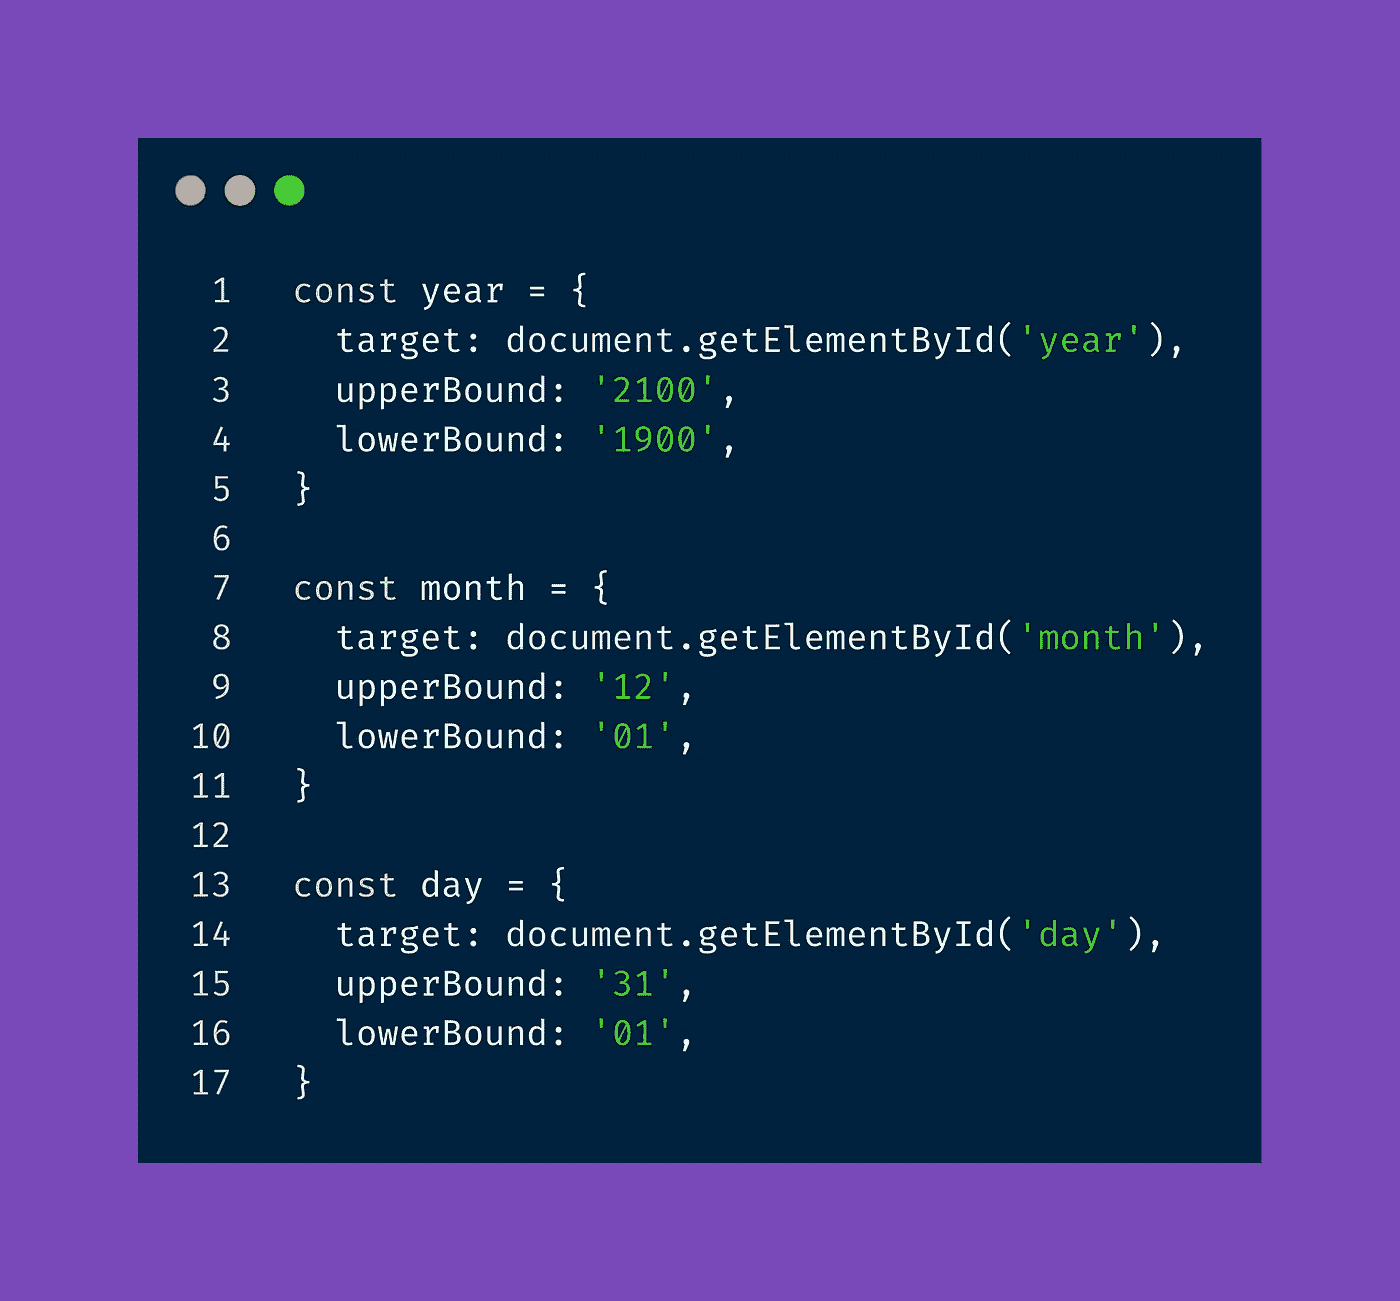 1 const year = {
2   target: document.getElementById('year'),
3   upperBound: '2100',
4   lowerBound: '1900',
5 }
6
7 const month = {
8   target: document.getElementById('month'),
9   upperBound: '12',
10   lowerBound: '01',
11 }
12
13 const day = {
14   target: document.getElementById('day'),
15   upperBound: '31',
16   lowerBound: '01',
17 }